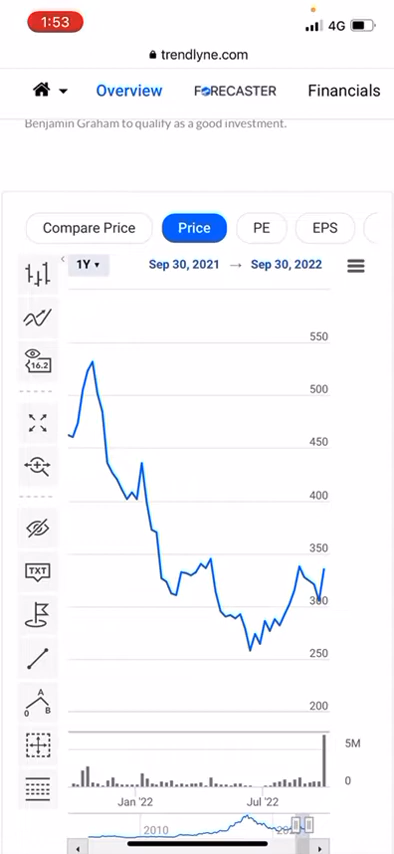 1:53
4G
trendlyne.com
Overview FORECASTER Financials
Benjamin Graham to qualify as a good investment.
Compare Price Price PE EPS
1Y Sep 30, 2021 → Sep 30, 2022
16.2
TXT
A
0 B
550
500
450
400
350
300
250
200
5M
0
Jan '22 Jul '22
2010 20